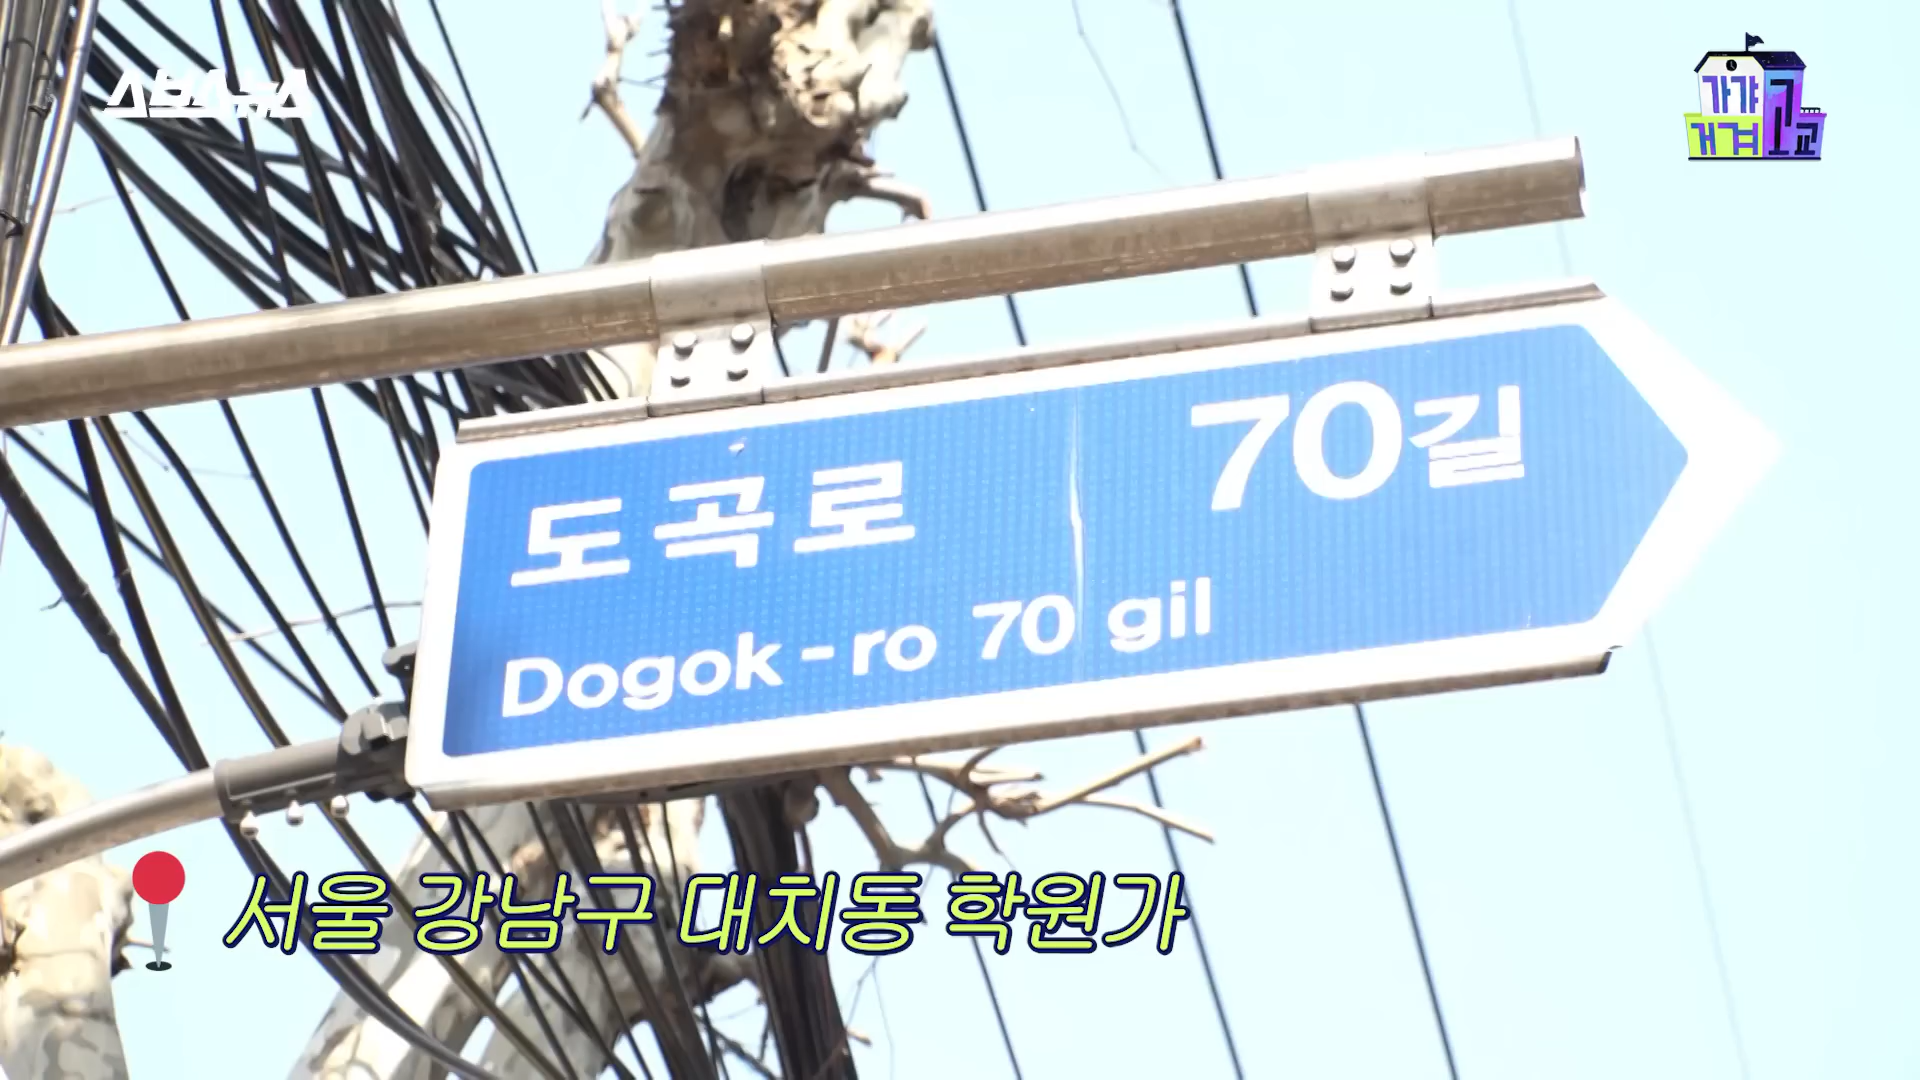 스브스뉴스
가갸
거겨
고교
도곡로 70길
Dogok-ro 70 gil
서울 강남구 대치동 학원가